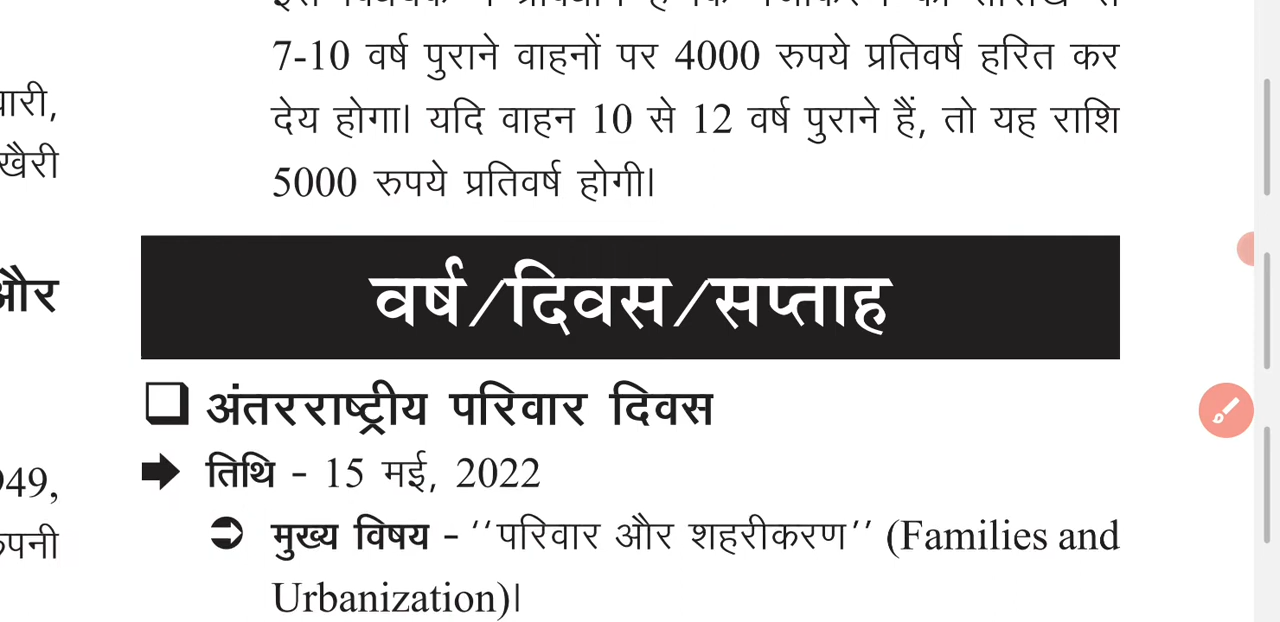 7-10 वर्ष पुराने वाहनों पर 4000 रुपये प्रतिवर्ष हरित कर
देय होगा। यदि वाहन 10 से 12 वर्ष पुराने हैं, तो यह राशि
5000 रुपये प्रतिवर्ष होगी।
वर्ष/दिवस/सप्ताह
अंतरराष्ट्रीय परिवार दिवस
तिथि - 15 मई, 2022
मुख्य विषय - ‘‘परिवार और शहरीकरण’’ (Families and
Urbanization)।
और